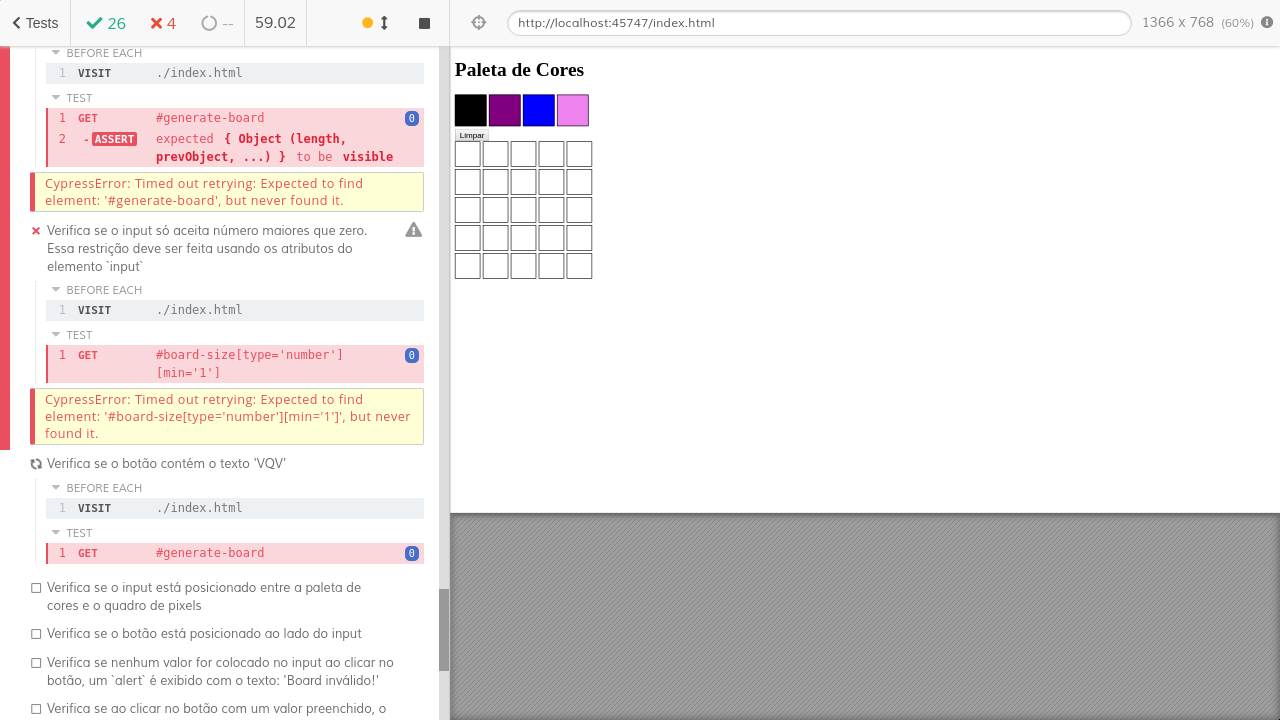 Tests
26
4
--
59.02
http://localhost:45747/index.html
1366 x 768 (60%)
BEFORE EACH
1 VISIT ./index.html
TEST
1 GET #generate-board 0
2 -ASSERT expected { Object (length,
prevObject, ...) } to be visible
CypressError: Timed out retrying: Expected to find
element: '#generate-board', but never found it.
Verifica se o input só aceita número maiores que zero.
Essa restrição deve ser feita usando os atributos do
elemento `input`
BEFORE EACH
1 VISIT ./index.html
TEST
1 GET #board-size[type='number'] 0
[min='1']
CypressError: Timed out retrying: Expected to find
element: '#board-size[type='number'][min='1']', but never
found it.
Verifica se o botão contém o texto 'VQV'
BEFORE EACH
1 VISIT ./index.html
TEST
1 GET #generate-board 0
Verifica se o input está posicionado entre a paleta de
cores e o quadro de pixels
Verifica se o botão está posicionado ao lado do input
Verifica se nenhum valor for colocado no input ao clicar no
botão, um `alert` é exibido com o texto: 'Board inválido!'
Verifica se ao clicar no botão com um valor preenchido, o
Paleta de Cores
Limpar